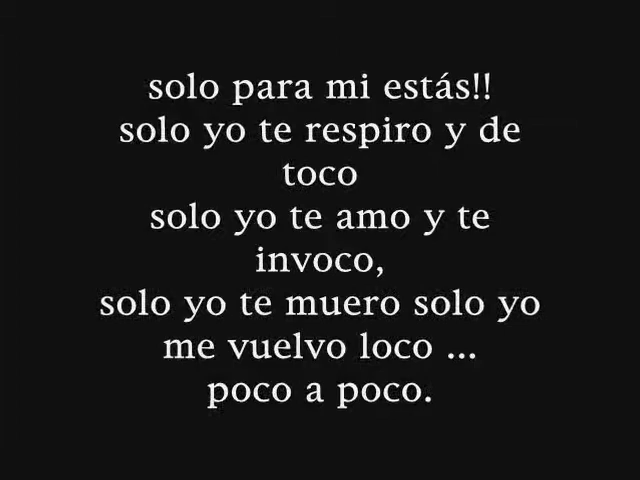 solo para mi estás!!
solo yo te respiro y de
toco
solo yo te amo y te
invoco,
solo yo te muero solo yo
me vuelvo loco ...
poco a poco.